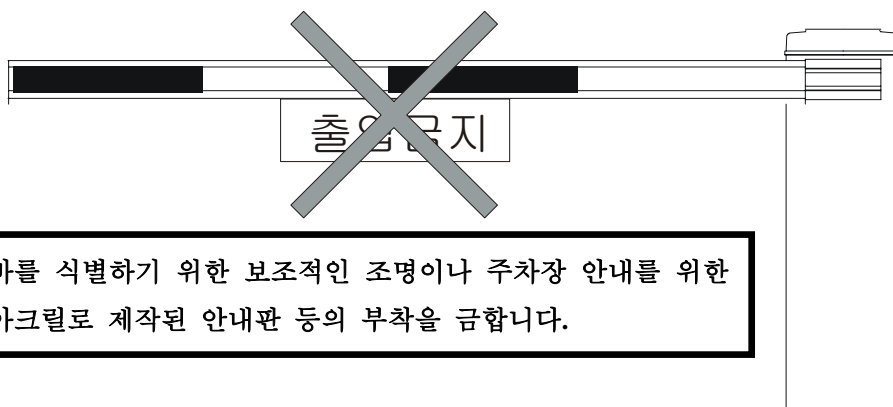 출입금지
바를 식별하기 위한 보조적인 조명이나 주차장 안내를 위한
아크릴로 제작된 안내판 등의 부착을 금합니다.